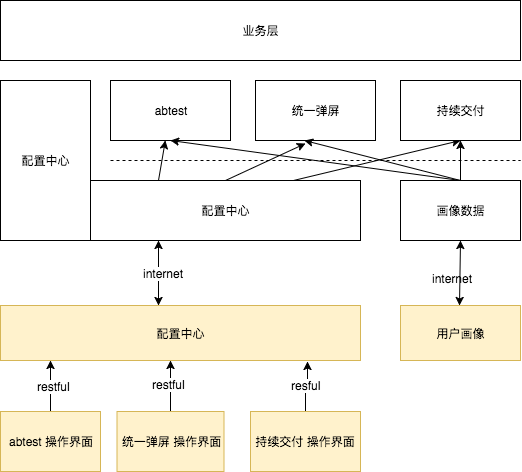 业务层
abtest
统一弹屏
持续交付
配置中心
配置中心
画像数据
internet
internet
配置中心
用户画像
restful
restful
resful
abtest 操作界面
统一弹屏 操作界面
持续交付 操作界面